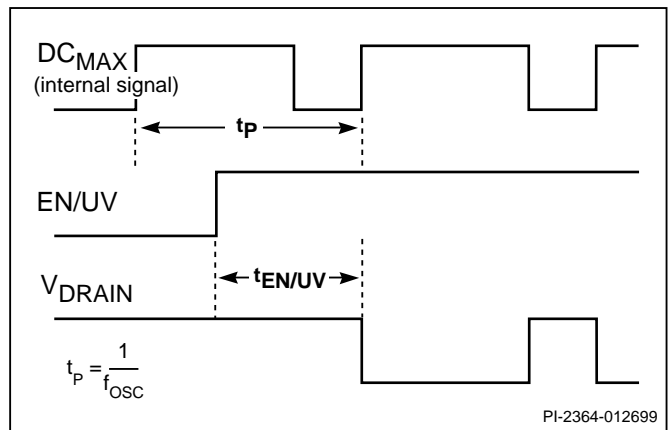 DCMAX
(internal signal)
tP
EN/UV
tEN/UV
VDRAIN
tP = 1
fOSC
PI-2364-012699